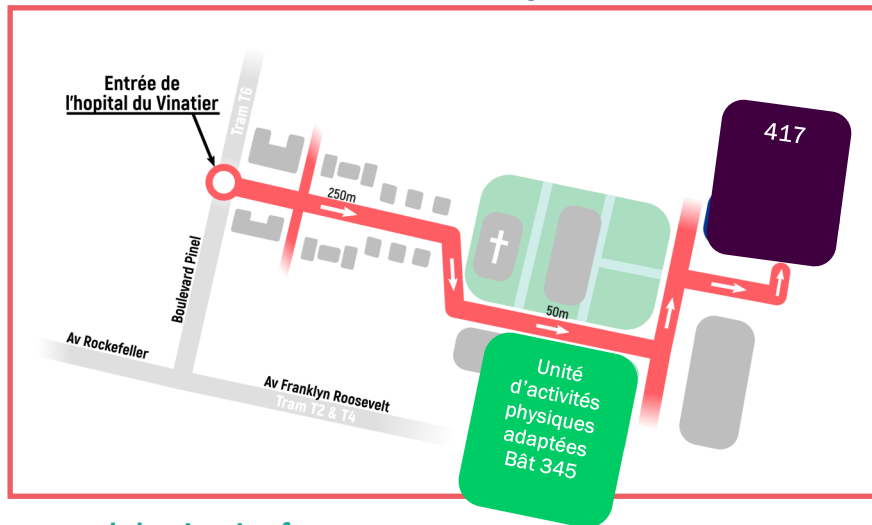 Entrée de
l'hopital du Vinatier
Tram T6
417
250m
Boulevard Pinel
50m
Av Rockefeller
Av Franklyn Roosevelt
Tram T2 & T4
Unité
d'activités
physiques
adaptées
Bât 345